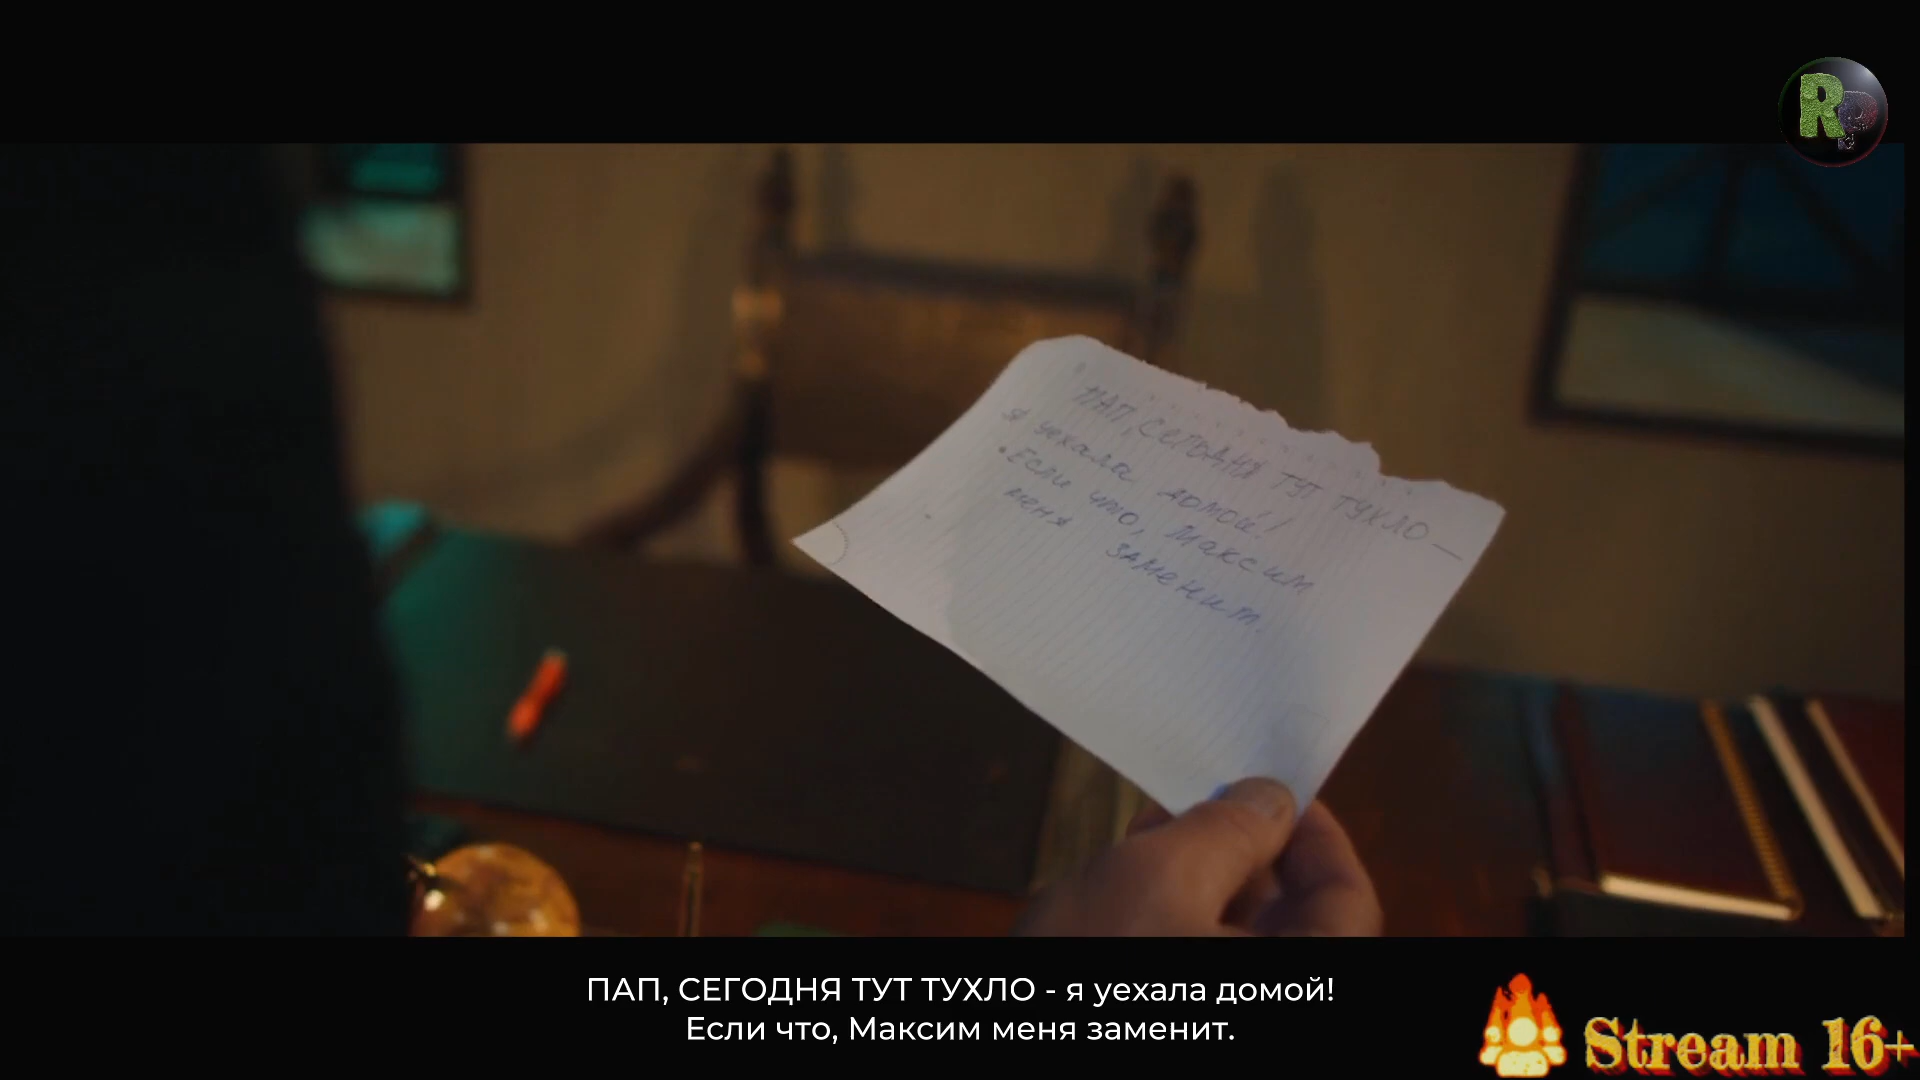 R
ПАП, СЕГОДНЯ ТУТ ТУХЛО —
я уехала домой!
Если что, Максим
меня заменит.
ПАП, СЕГОДНЯ ТУТ ТУХЛО - я уехала домой!
Если что, Максим меня заменит.
Stream 16+